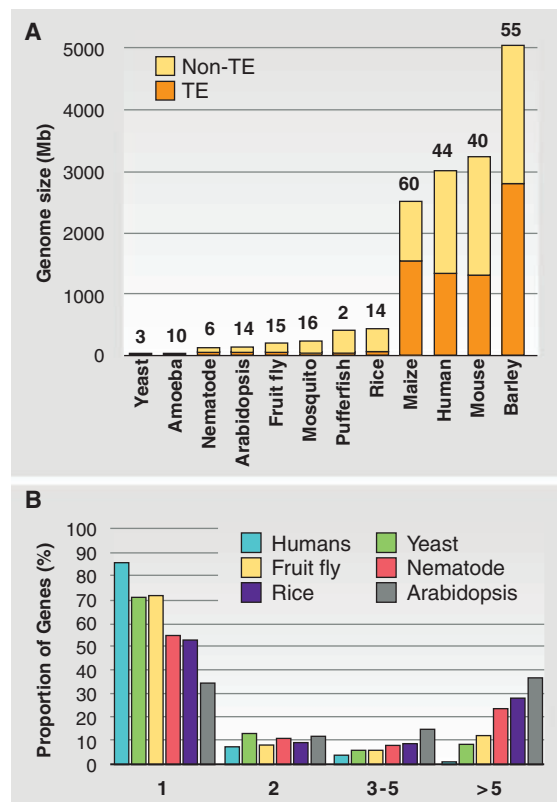 A
Genome size (Mb)
5000
4000
3000
2000
1000
0
Non-TE
TE
3
10
6
14
15
16
2
14
60
44
40
55
Yeast
Amoeba
Nematode
Arabidopsis
Fruit fly
Mosquito
Pufferfish
Rice
Maize
Human
Mouse
Barley
B
Proportion of Genes (%)
100
90
80
70
60
50
40
30
20
10
0
Humans
Fruit fly
Rice
Yeast
Nematode
Arabidopsis
1
2
3-5
>5